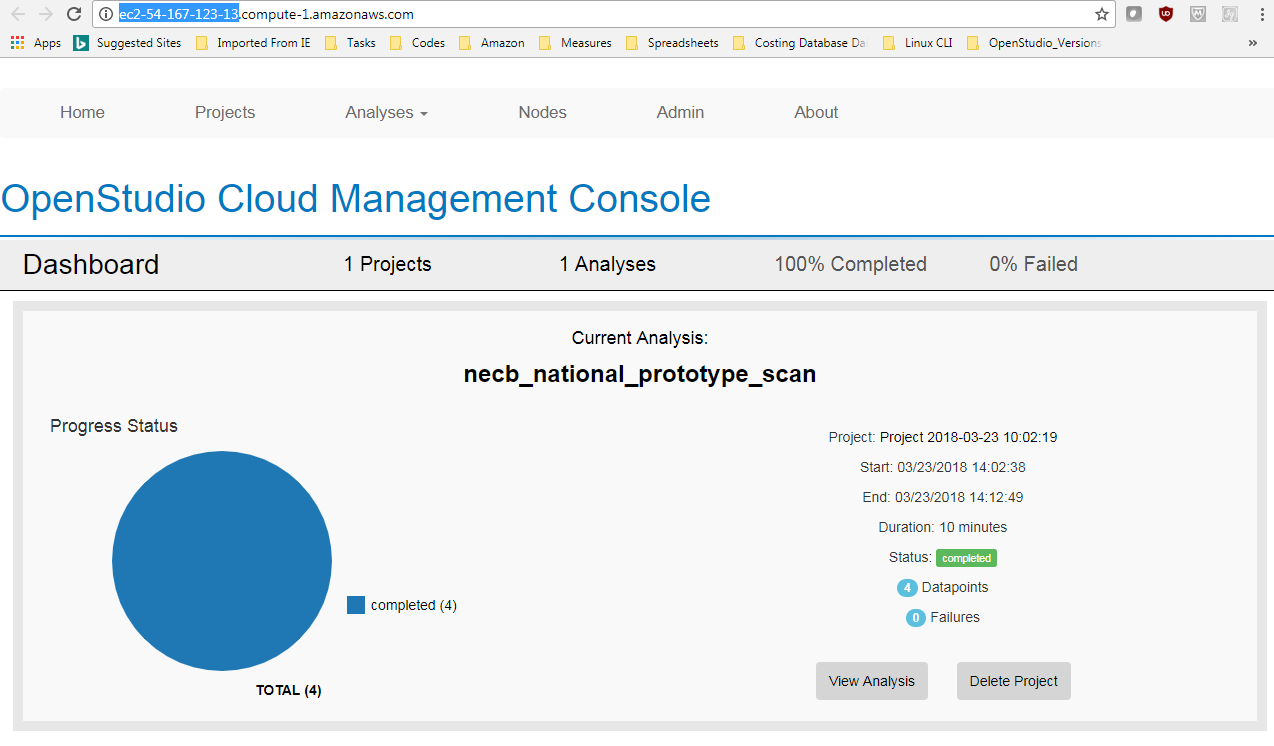 ec2-54-167-123-13.compute-1.amazonaws.com
Apps Suggested Sites Imported From IE Tasks Codes Amazon Measures Spreadsheets Costing Database Da Linux CLI OpenStudio_Versions »
Home Projects Analyses Nodes Admin About
OpenStudio Cloud Management Console
Dashboard 1 Projects 1 Analyses 100% Completed 0% Failed
Current Analysis:
necb_national_prototype_scan
Progress Status
completed (4)
TOTAL (4)
Project: Project 2018-03-23 10:02:19
Start: 03/23/2018 14:02:38
End: 03/23/2018 14:12:49
Duration: 10 minutes
Status: completed
4 Datapoints
0 Failures
View Analysis Delete Project